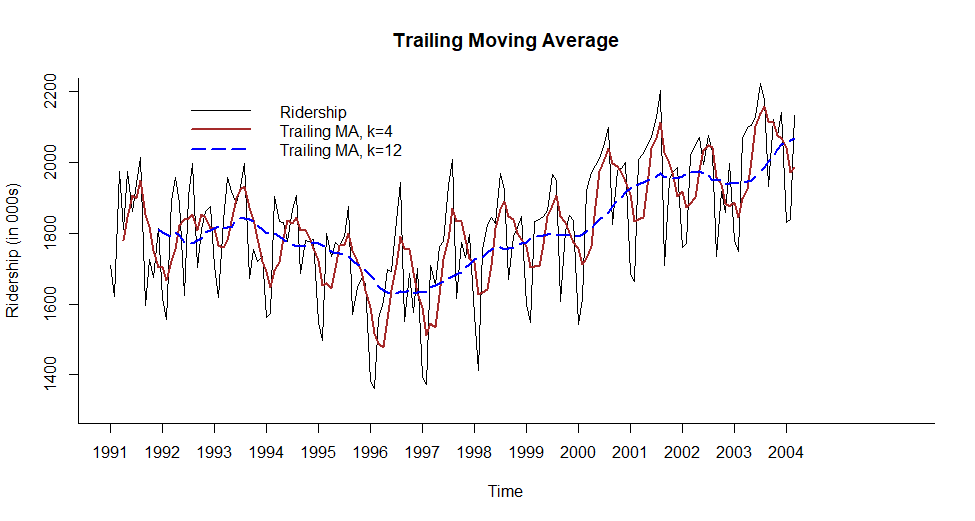 Trailing Moving Average
Ridership (in 000s)
2200
2000
1800
1600
1400
Ridership
Trailing MA, k=4
Trailing MA, k=12
1991 1992 1993 1994 1995 1996 1997 1998 1999 2000 2001 2002 2003 2004
Time